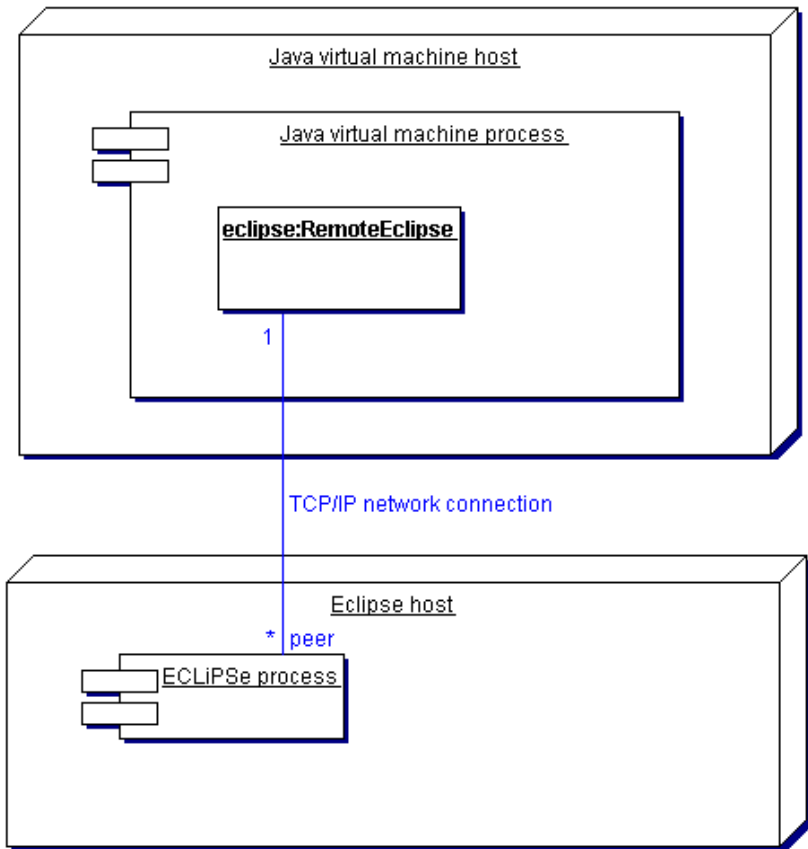 Java virtual machine host
Java virtual machine process
eclipse:RemoteEclipse
1
TCP/IP network connection
Eclipse host
* peer
ECLiPSe process